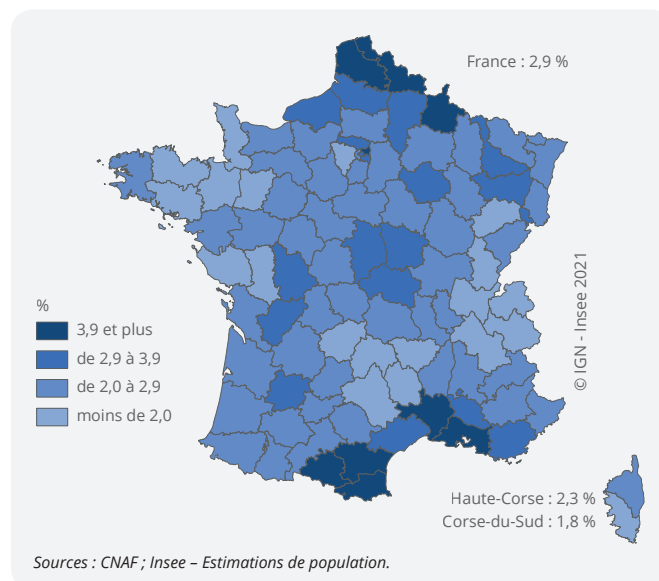 France : 2,9 %
%
3,9 et plus
de 2,9 à 3,9
de 2,0 à 2,9
moins de 2,0
© IGN - Insee 2021
Haute-Corse : 2,3 %
Corse-du-Sud : 1,8 %
Sources : CNAF ; Insee – Estimations de population.